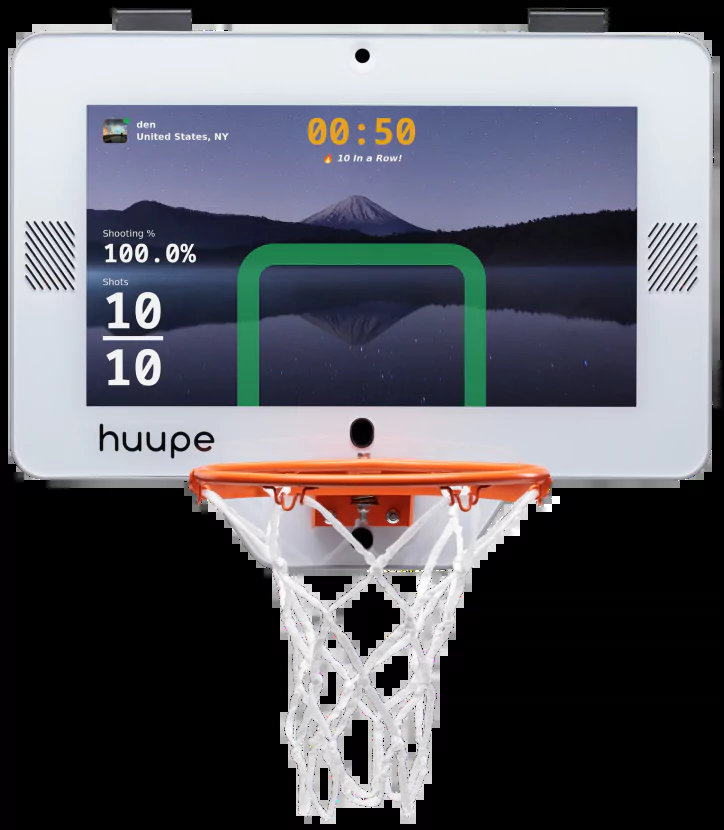 den
United States, NY
00:50
🔥 10 In a Row!
Shooting %
100.0%
Shots
10
10
huupe